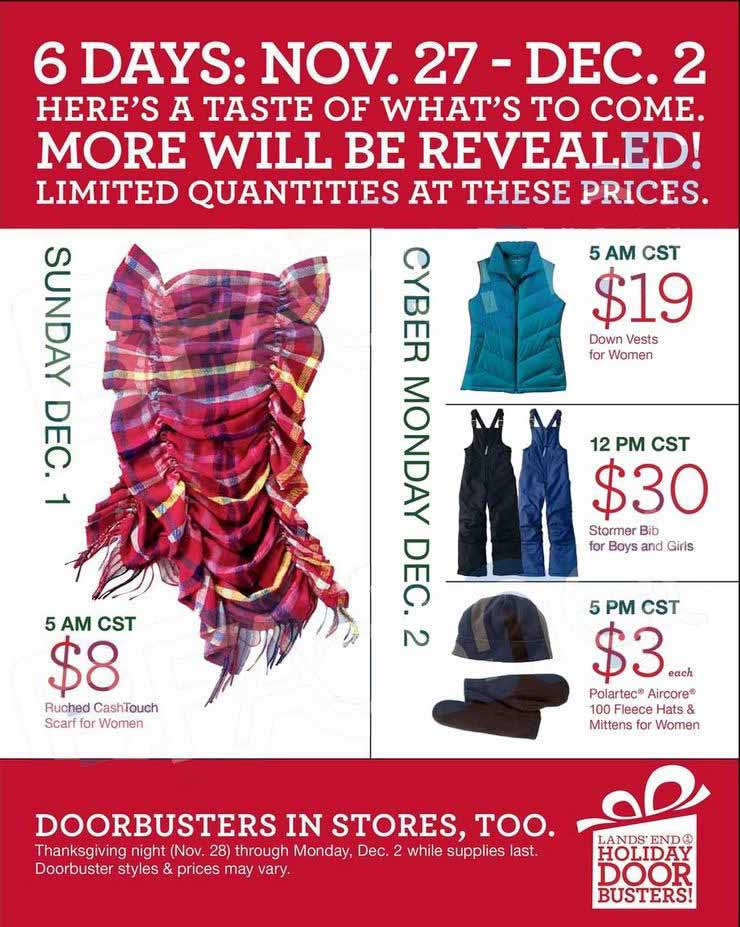 6 DAYS: NOV. 27 - DEC. 2
HERE'S A TASTE OF WHAT'S TO COME.
MORE WILL BE REVEALED!
LIMITED QUANTITIES AT THESE PRICES.
SUNDAY DEC. 1
5 AM CST
$8
Ruched CashTouch
Scarf for Women
CYBER MONDAY DEC. 2
5 AM CST
$19
Down Vests
for Women
12 PM CST
$30
Stormer Bib
for Boys and Girls
5 PM CST
$3 each
Polartec® Aircore®
100 Fleece Hats &
Mittens for Women
DOORBUSTERS IN STORES, TOO.
Thanksgiving night (Nov. 28) through Monday, Dec. 2 while supplies last.
Doorbuster styles & prices may vary.
LANDS' END
HOLIDAY
DOOR
BUSTERS!